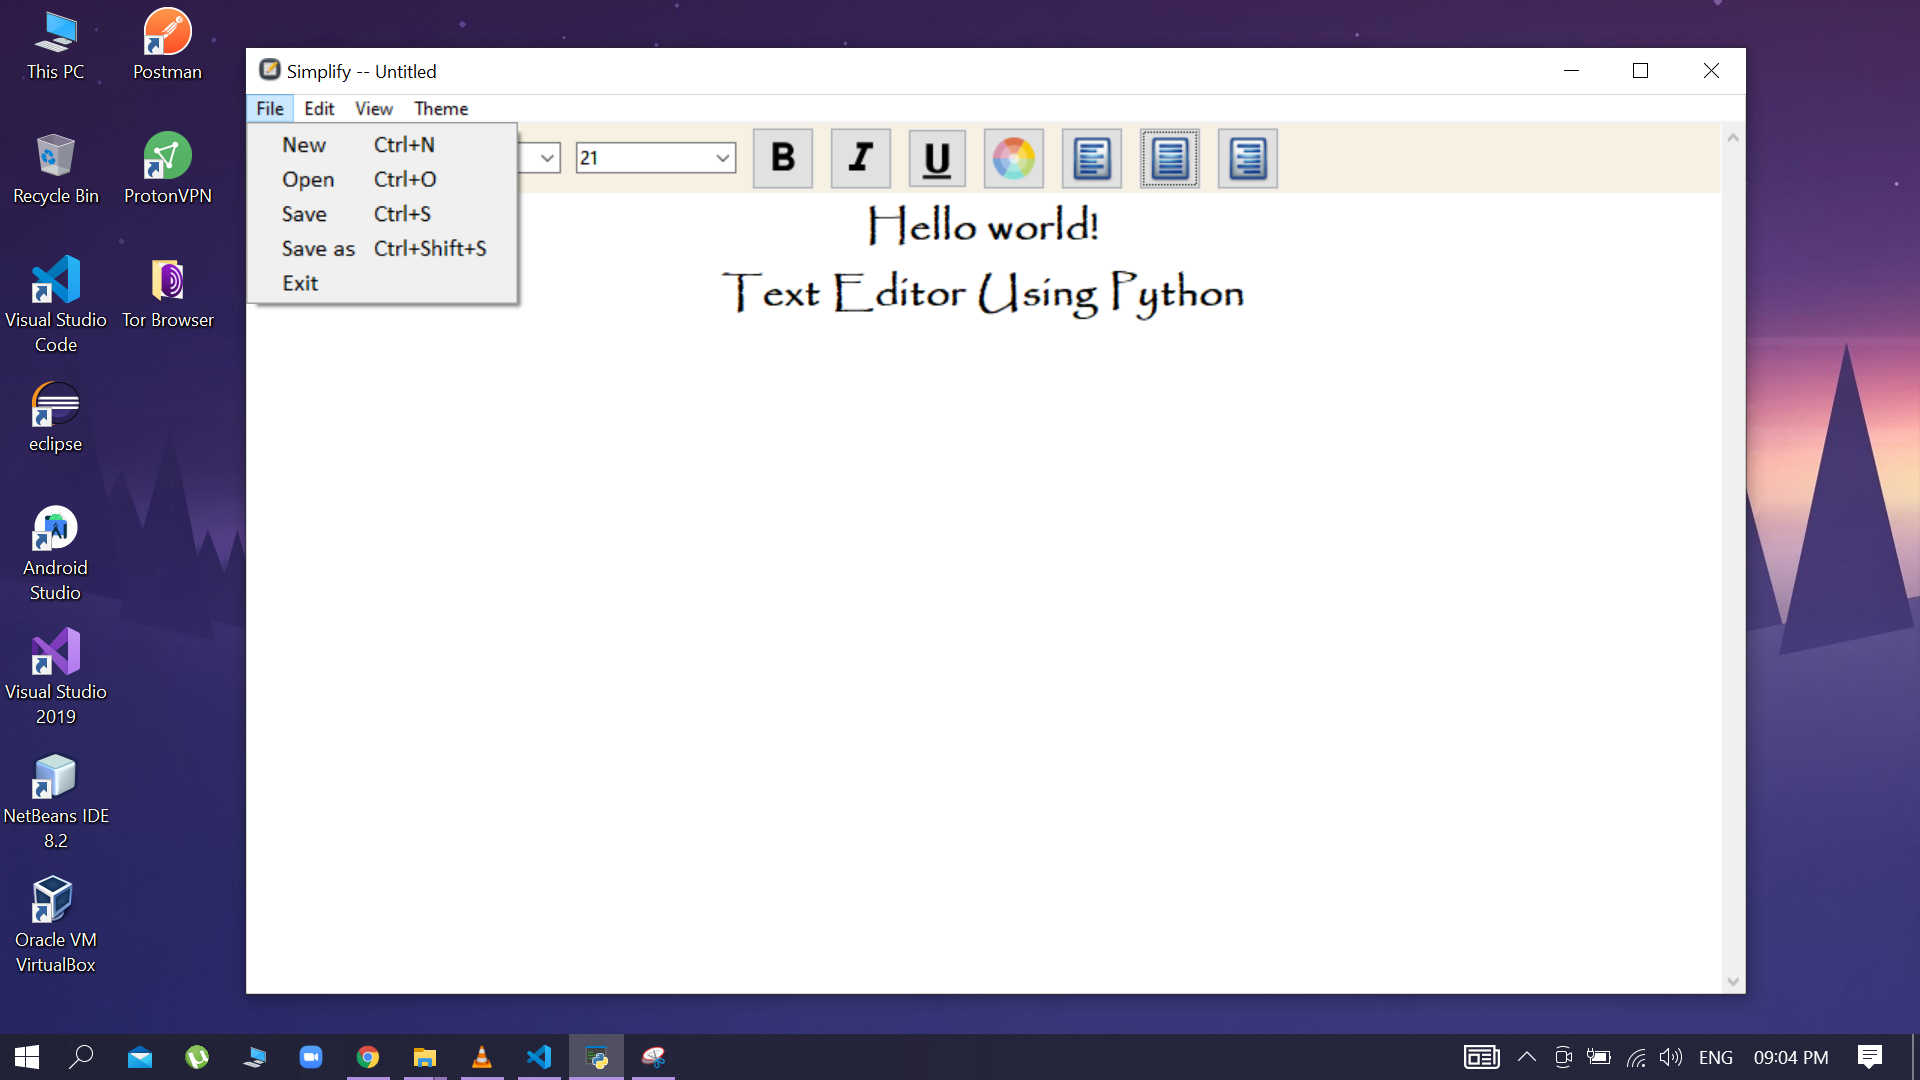 This PC
Postman
Recycle Bin
ProtonVPN
Visual Studio
Code
Tor Browser
eclipse
Android
Studio
Visual Studio
2019
NetBeans IDE
8.2
Oracle VM
VirtualBox
Simplify -- Untitled
File Edit View Theme
New Ctrl+N
Open Ctrl+O
Save Ctrl+S
Save as Ctrl+Shift+S
Exit
21
B I U
Hello world!
Text Editor Using Python
ENG 09:04 PM